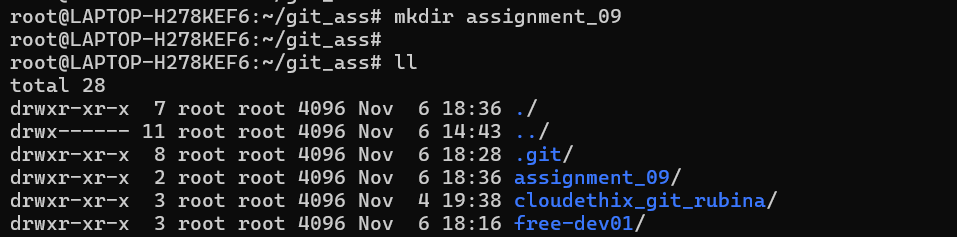 root@LAPTOP-H278KEF6:~/git_ass# mkdir assignment_09
root@LAPTOP-H278KEF6:~/git_ass#
root@LAPTOP-H278KEF6:~/git_ass# ll
total 28
drwxr-xr-x  7 root root 4096 Nov  6 18:36 ./
drwx------ 11 root root 4096 Nov  6 14:43 ../
drwxr-xr-x  8 root root 4096 Nov  6 18:28 .git/
drwxr-xr-x  2 root root 4096 Nov  6 18:36 assignment_09/
drwxr-xr-x  3 root root 4096 Nov  4 19:38 cloudethix_git_rubina/
drwxr-xr-x  3 root root 4096 Nov  6 18:16 free-dev01/